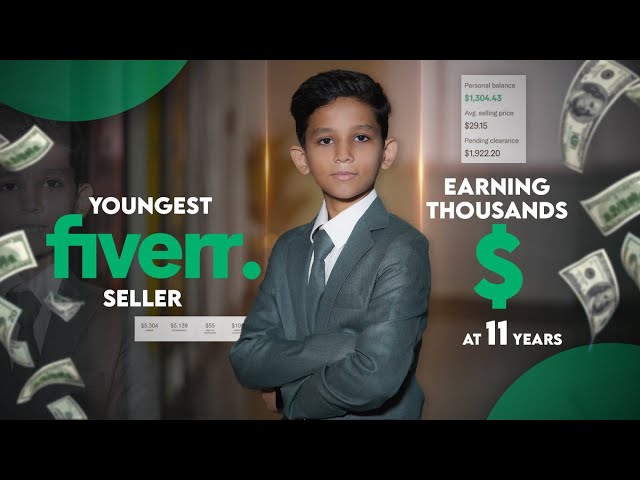 YOUNGEST
fiverr.
SELLER
$5,304 $5,139 $55
Personal balance
$1,304.43
Avg. selling price
$29.15
Pending clearance
$1,922.20
EARNING
THOUSANDS
$
AT 11 YEARS